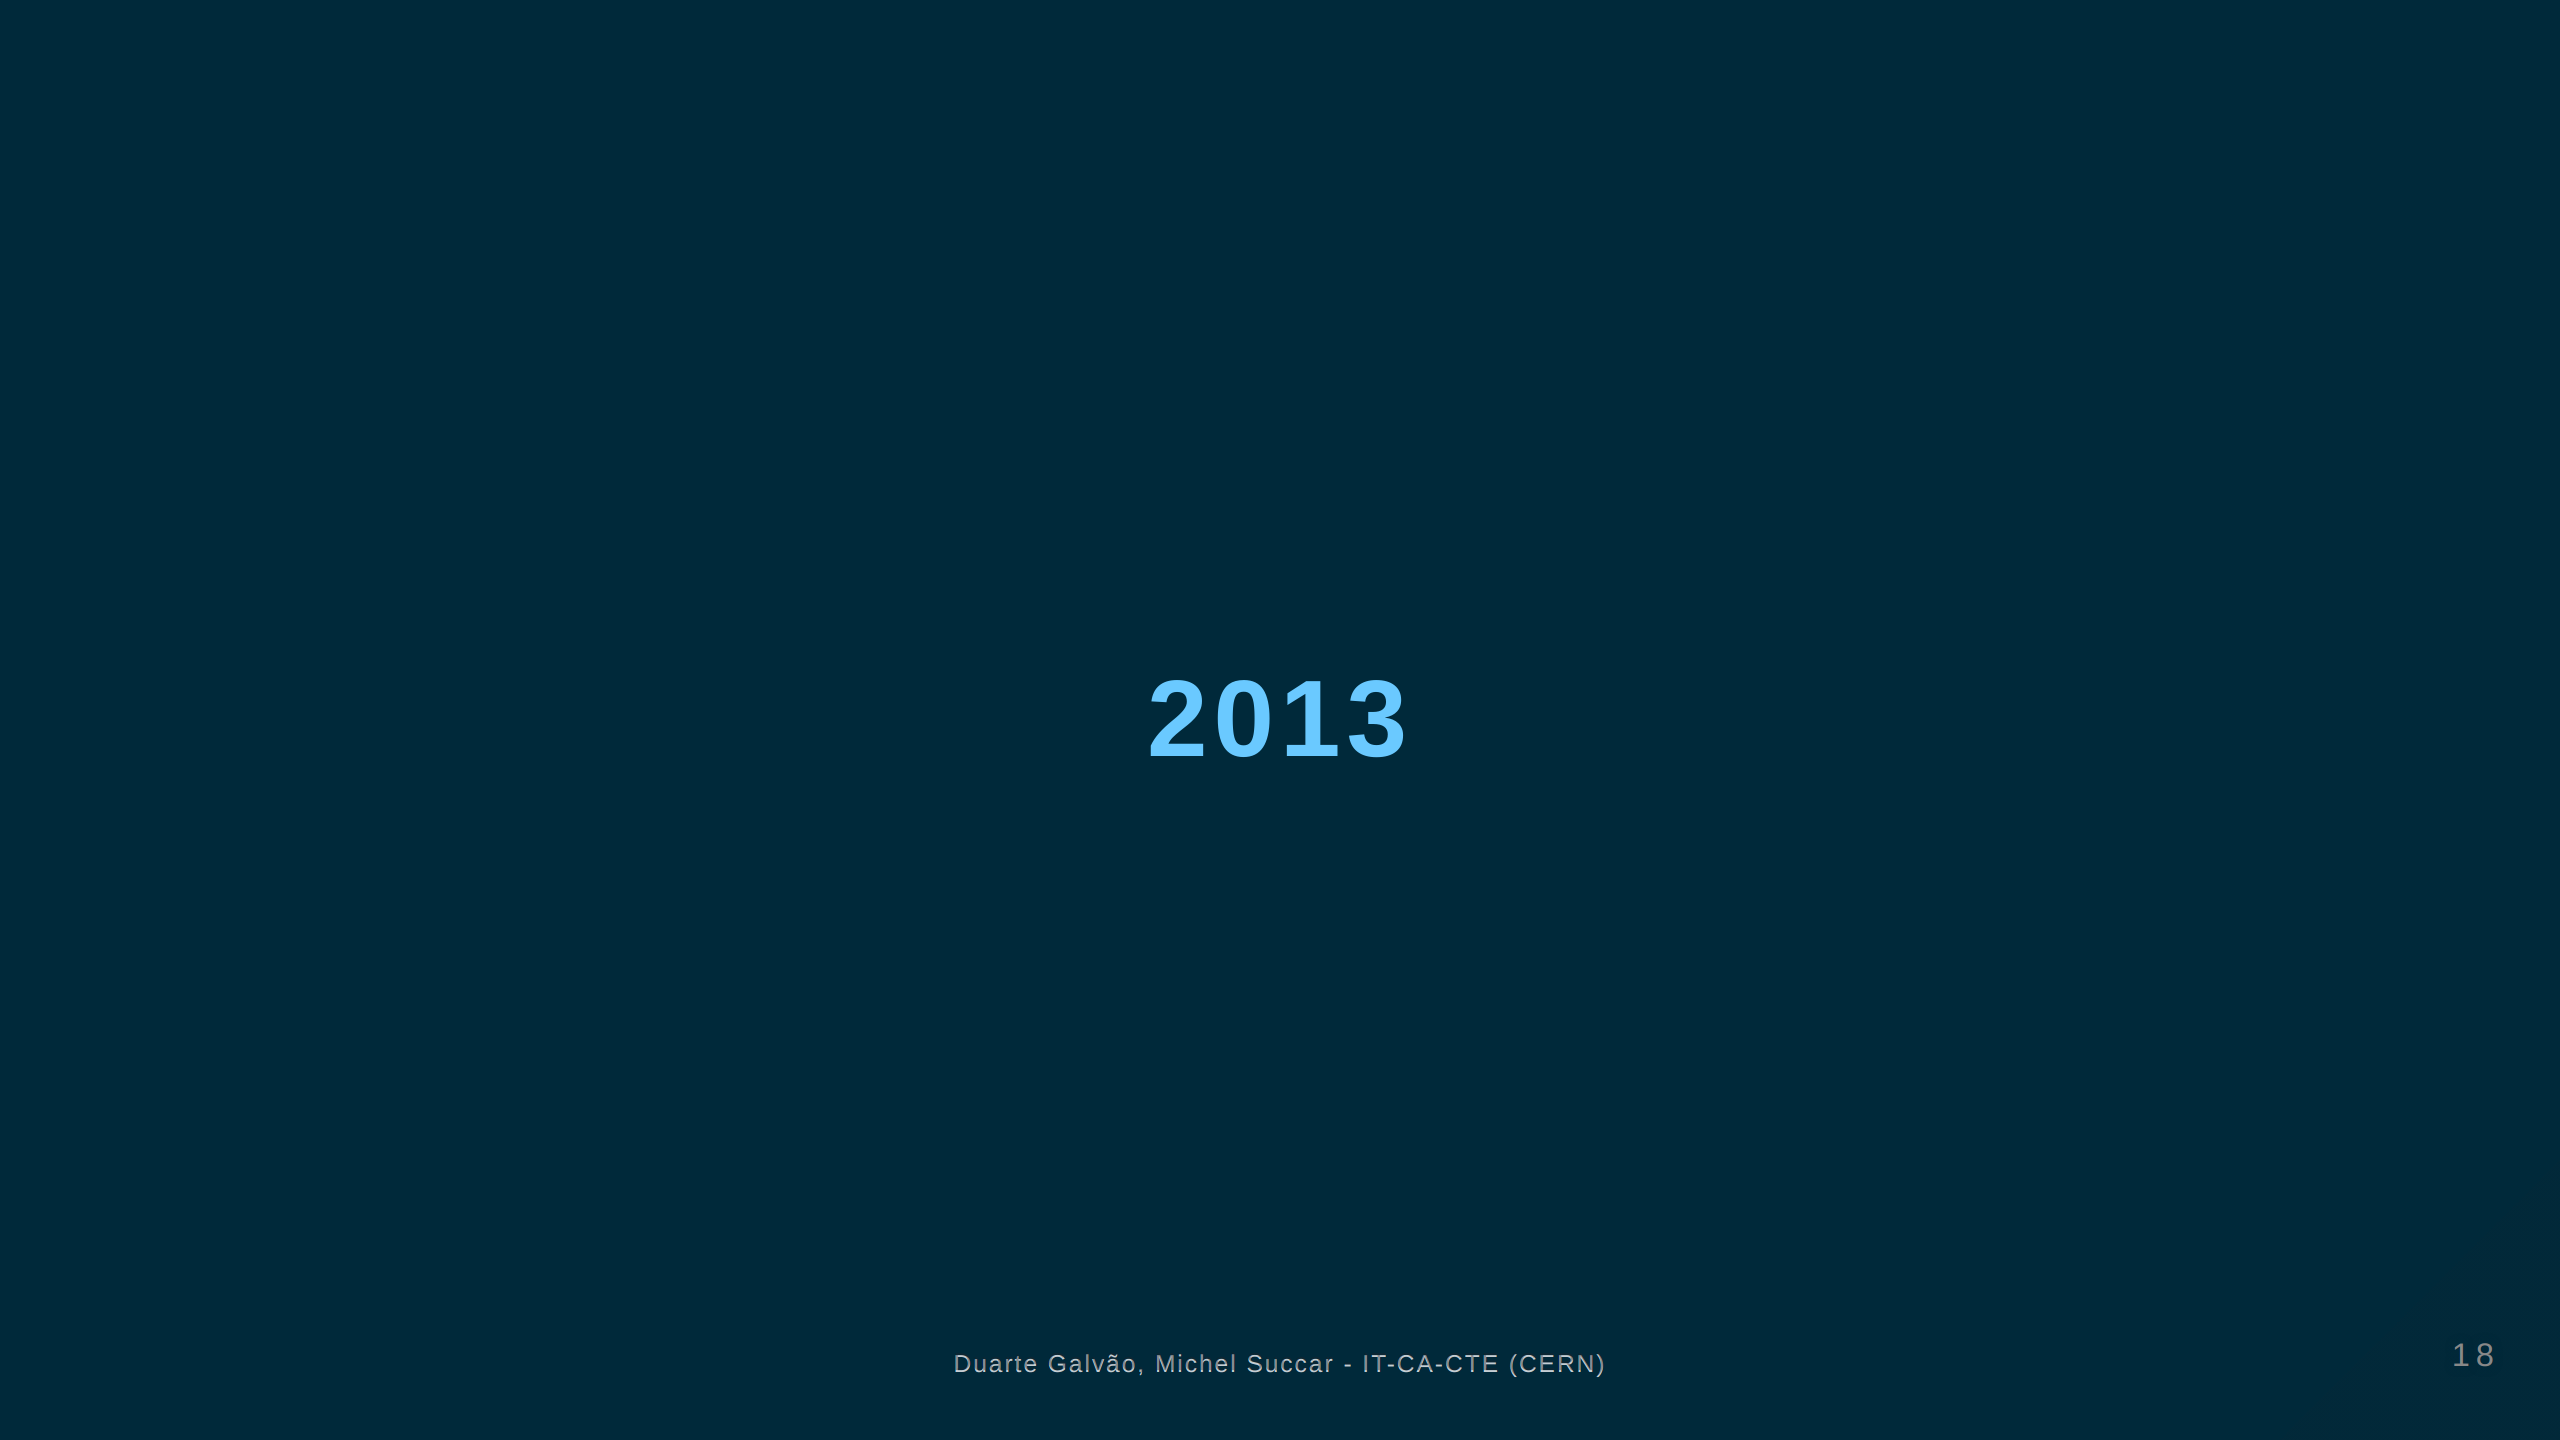 2013
Duarte Galvão, Michel Succar - IT-CA-CTE (CERN)
18